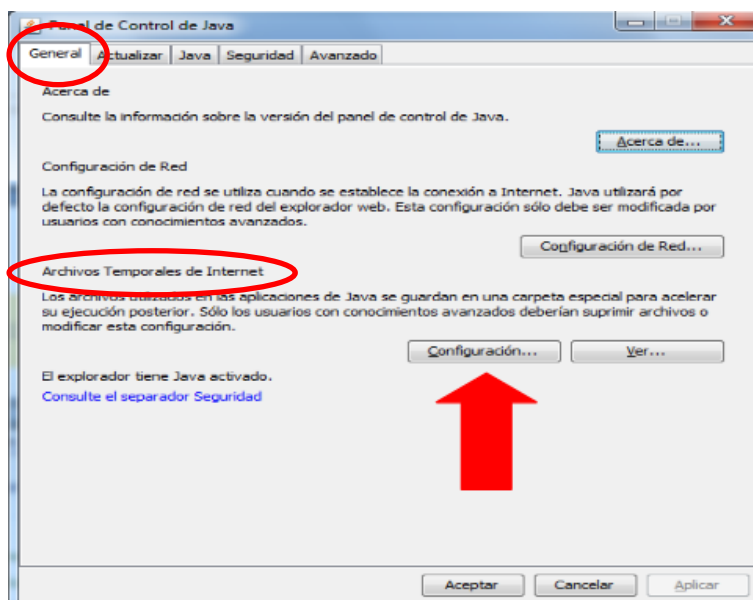 Panel de Control de Java
General Actualizar Java Seguridad Avanzado
Acerca de
Consulte la información sobre la versión del panel de control de Java.
Acerca de...
Configuración de Red
La configuración de red se utiliza cuando se establece la conexión a Internet. Java utilizará por
defecto la configuración de red del explorador web. Esta configuración sólo debe ser modificada por
usuarios con conocimientos avanzados.
Configuración de Red...
Archivos Temporales de Internet
Los archivos utilizados en las aplicaciones de Java se guardan en una carpeta especial para acelerar
su ejecución posterior. Sólo los usuarios con conocimientos avanzados deberían suprimir archivos o
modificar esta configuración.
Configuración... Ver...
El explorador tiene Java activado.
Consulte el separador Seguridad
Aceptar Cancelar Aplicar